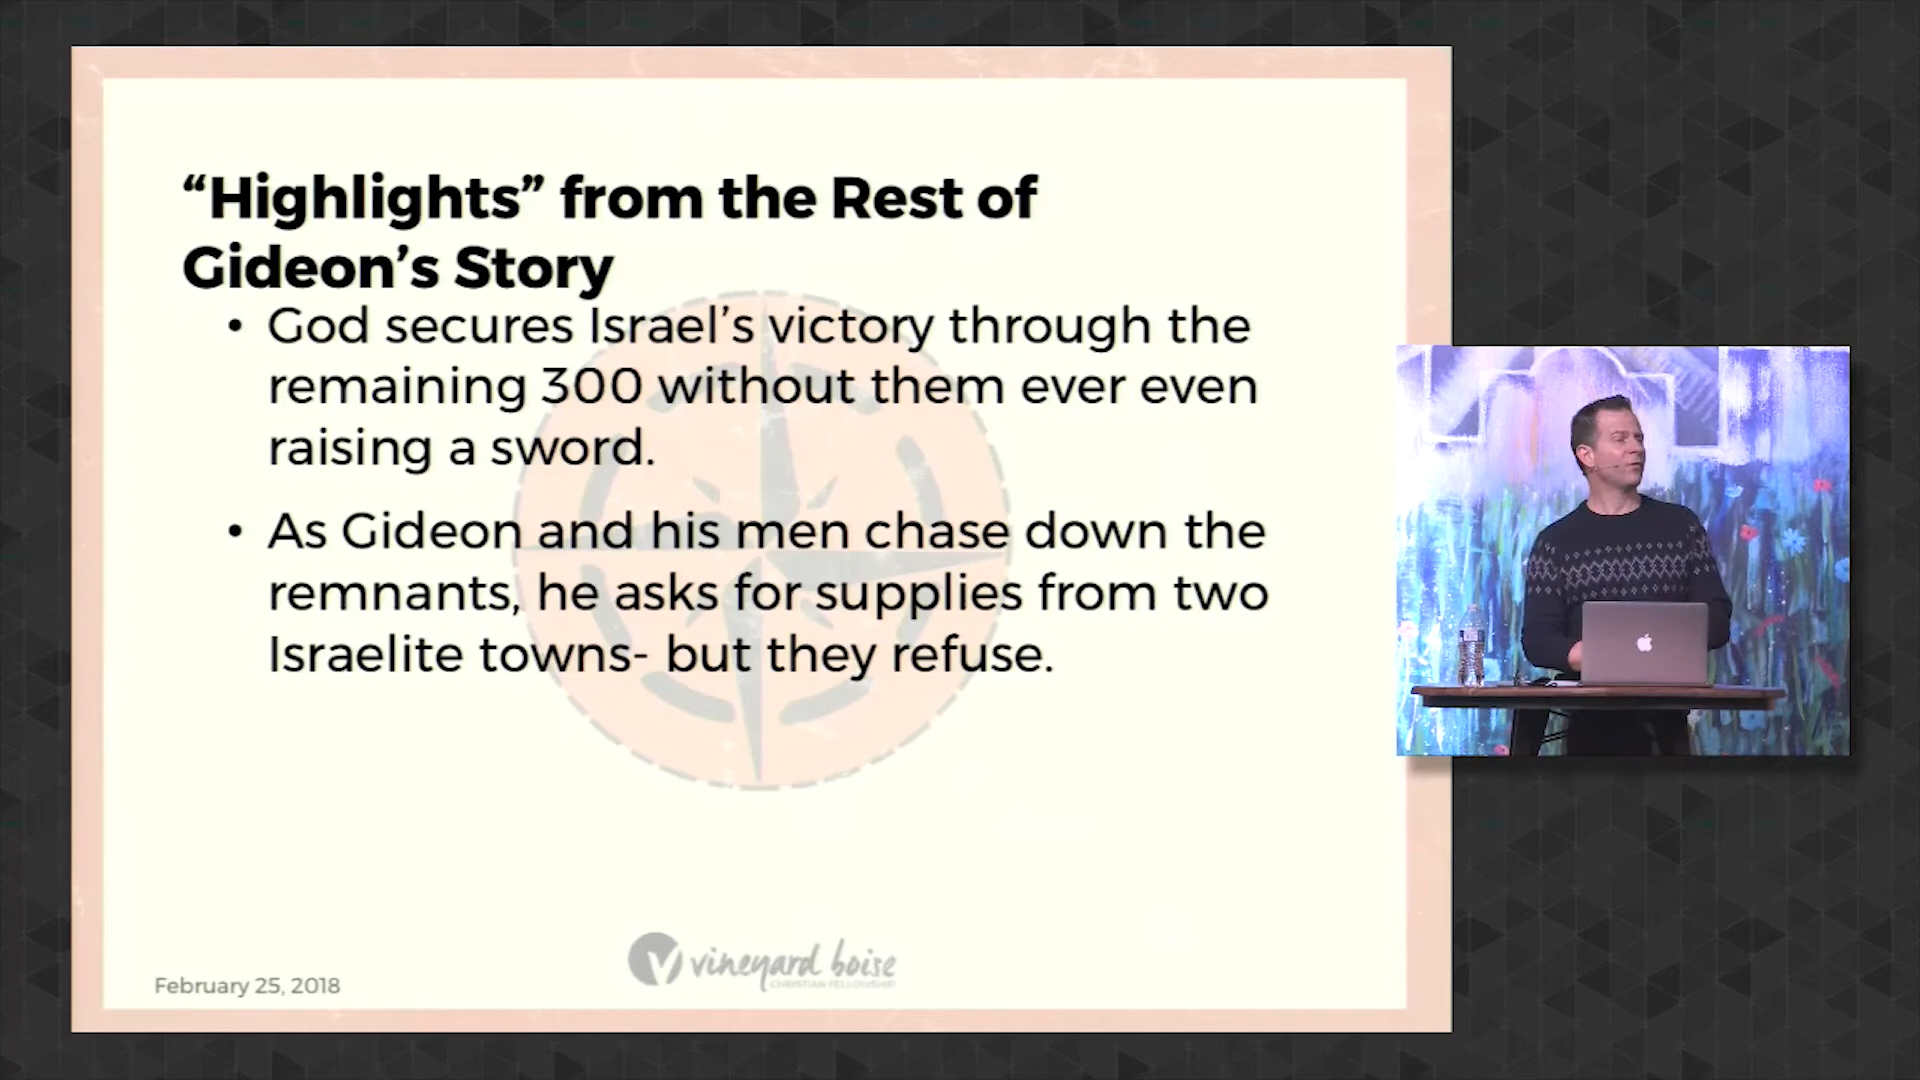 “Highlights” from the Rest of
Gideon’s Story
• God secures Israel’s victory through the
remaining 300 without them ever even
raising a sword.
• As Gideon and his men chase down the
remnants, he asks for supplies from two
Israelite towns- but they refuse.
vineyard boise
CHRISTIAN FELLOWSHIP
February 25, 2018